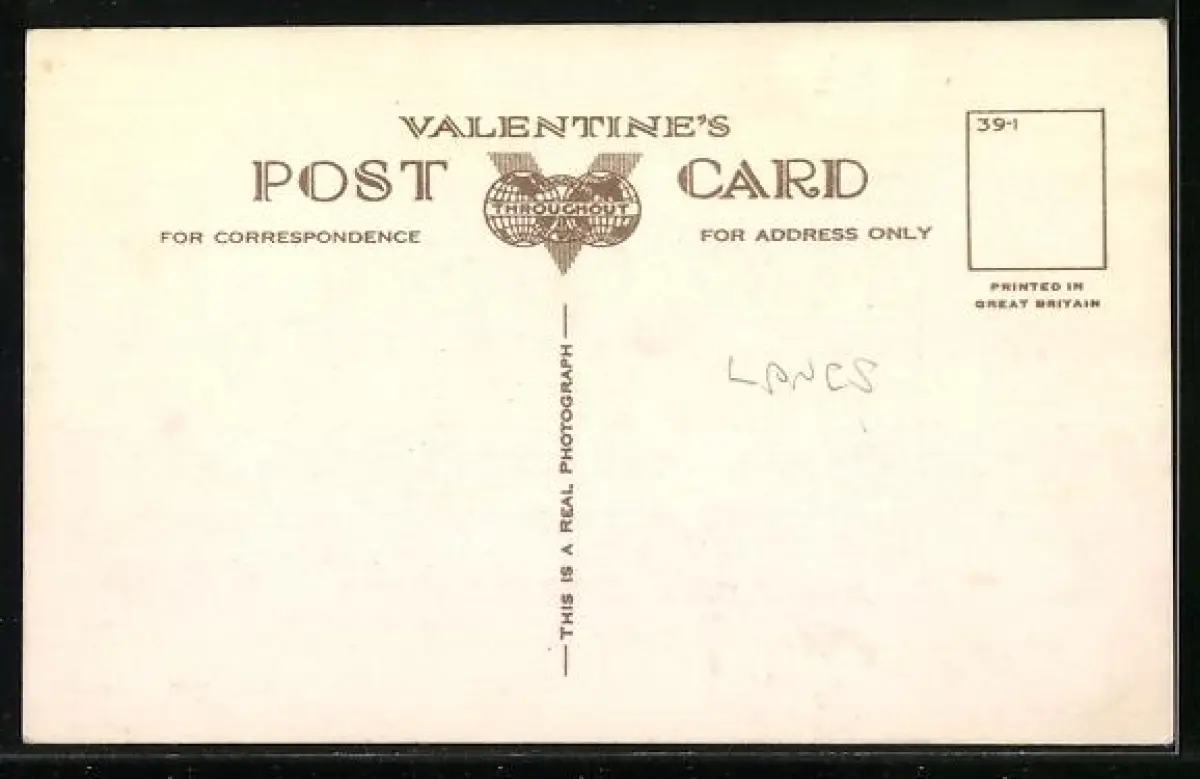 VALENTINE'S
POST CARD
THROUGHOUT
FOR CORRESPONDENCE
FOR ADDRESS ONLY
39-1
PRINTED IN
GREAT BRITAIN
THIS IS A REAL PHOTOGRAPH
LANCS